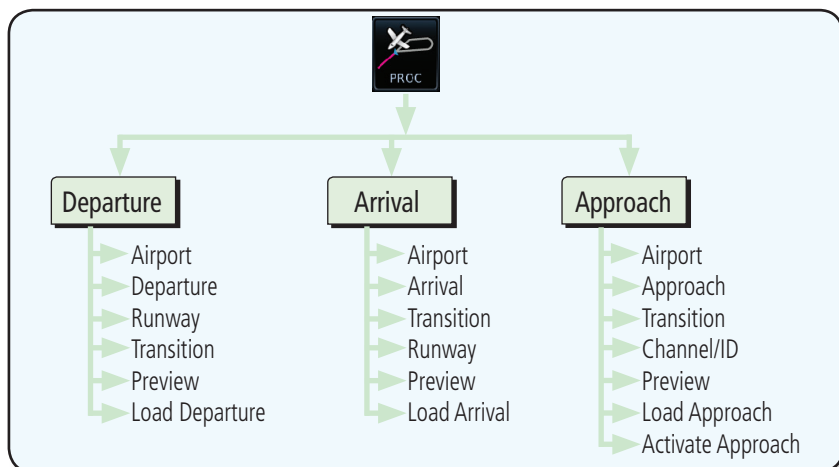 PROC
Departure
Airport
Departure
Runway
Transition
Preview
Load Departure
Arrival
Airport
Arrival
Transition
Runway
Preview
Load Arrival
Approach
Airport
Approach
Transition
Channel/ID
Preview
Load Approach
Activate Approach